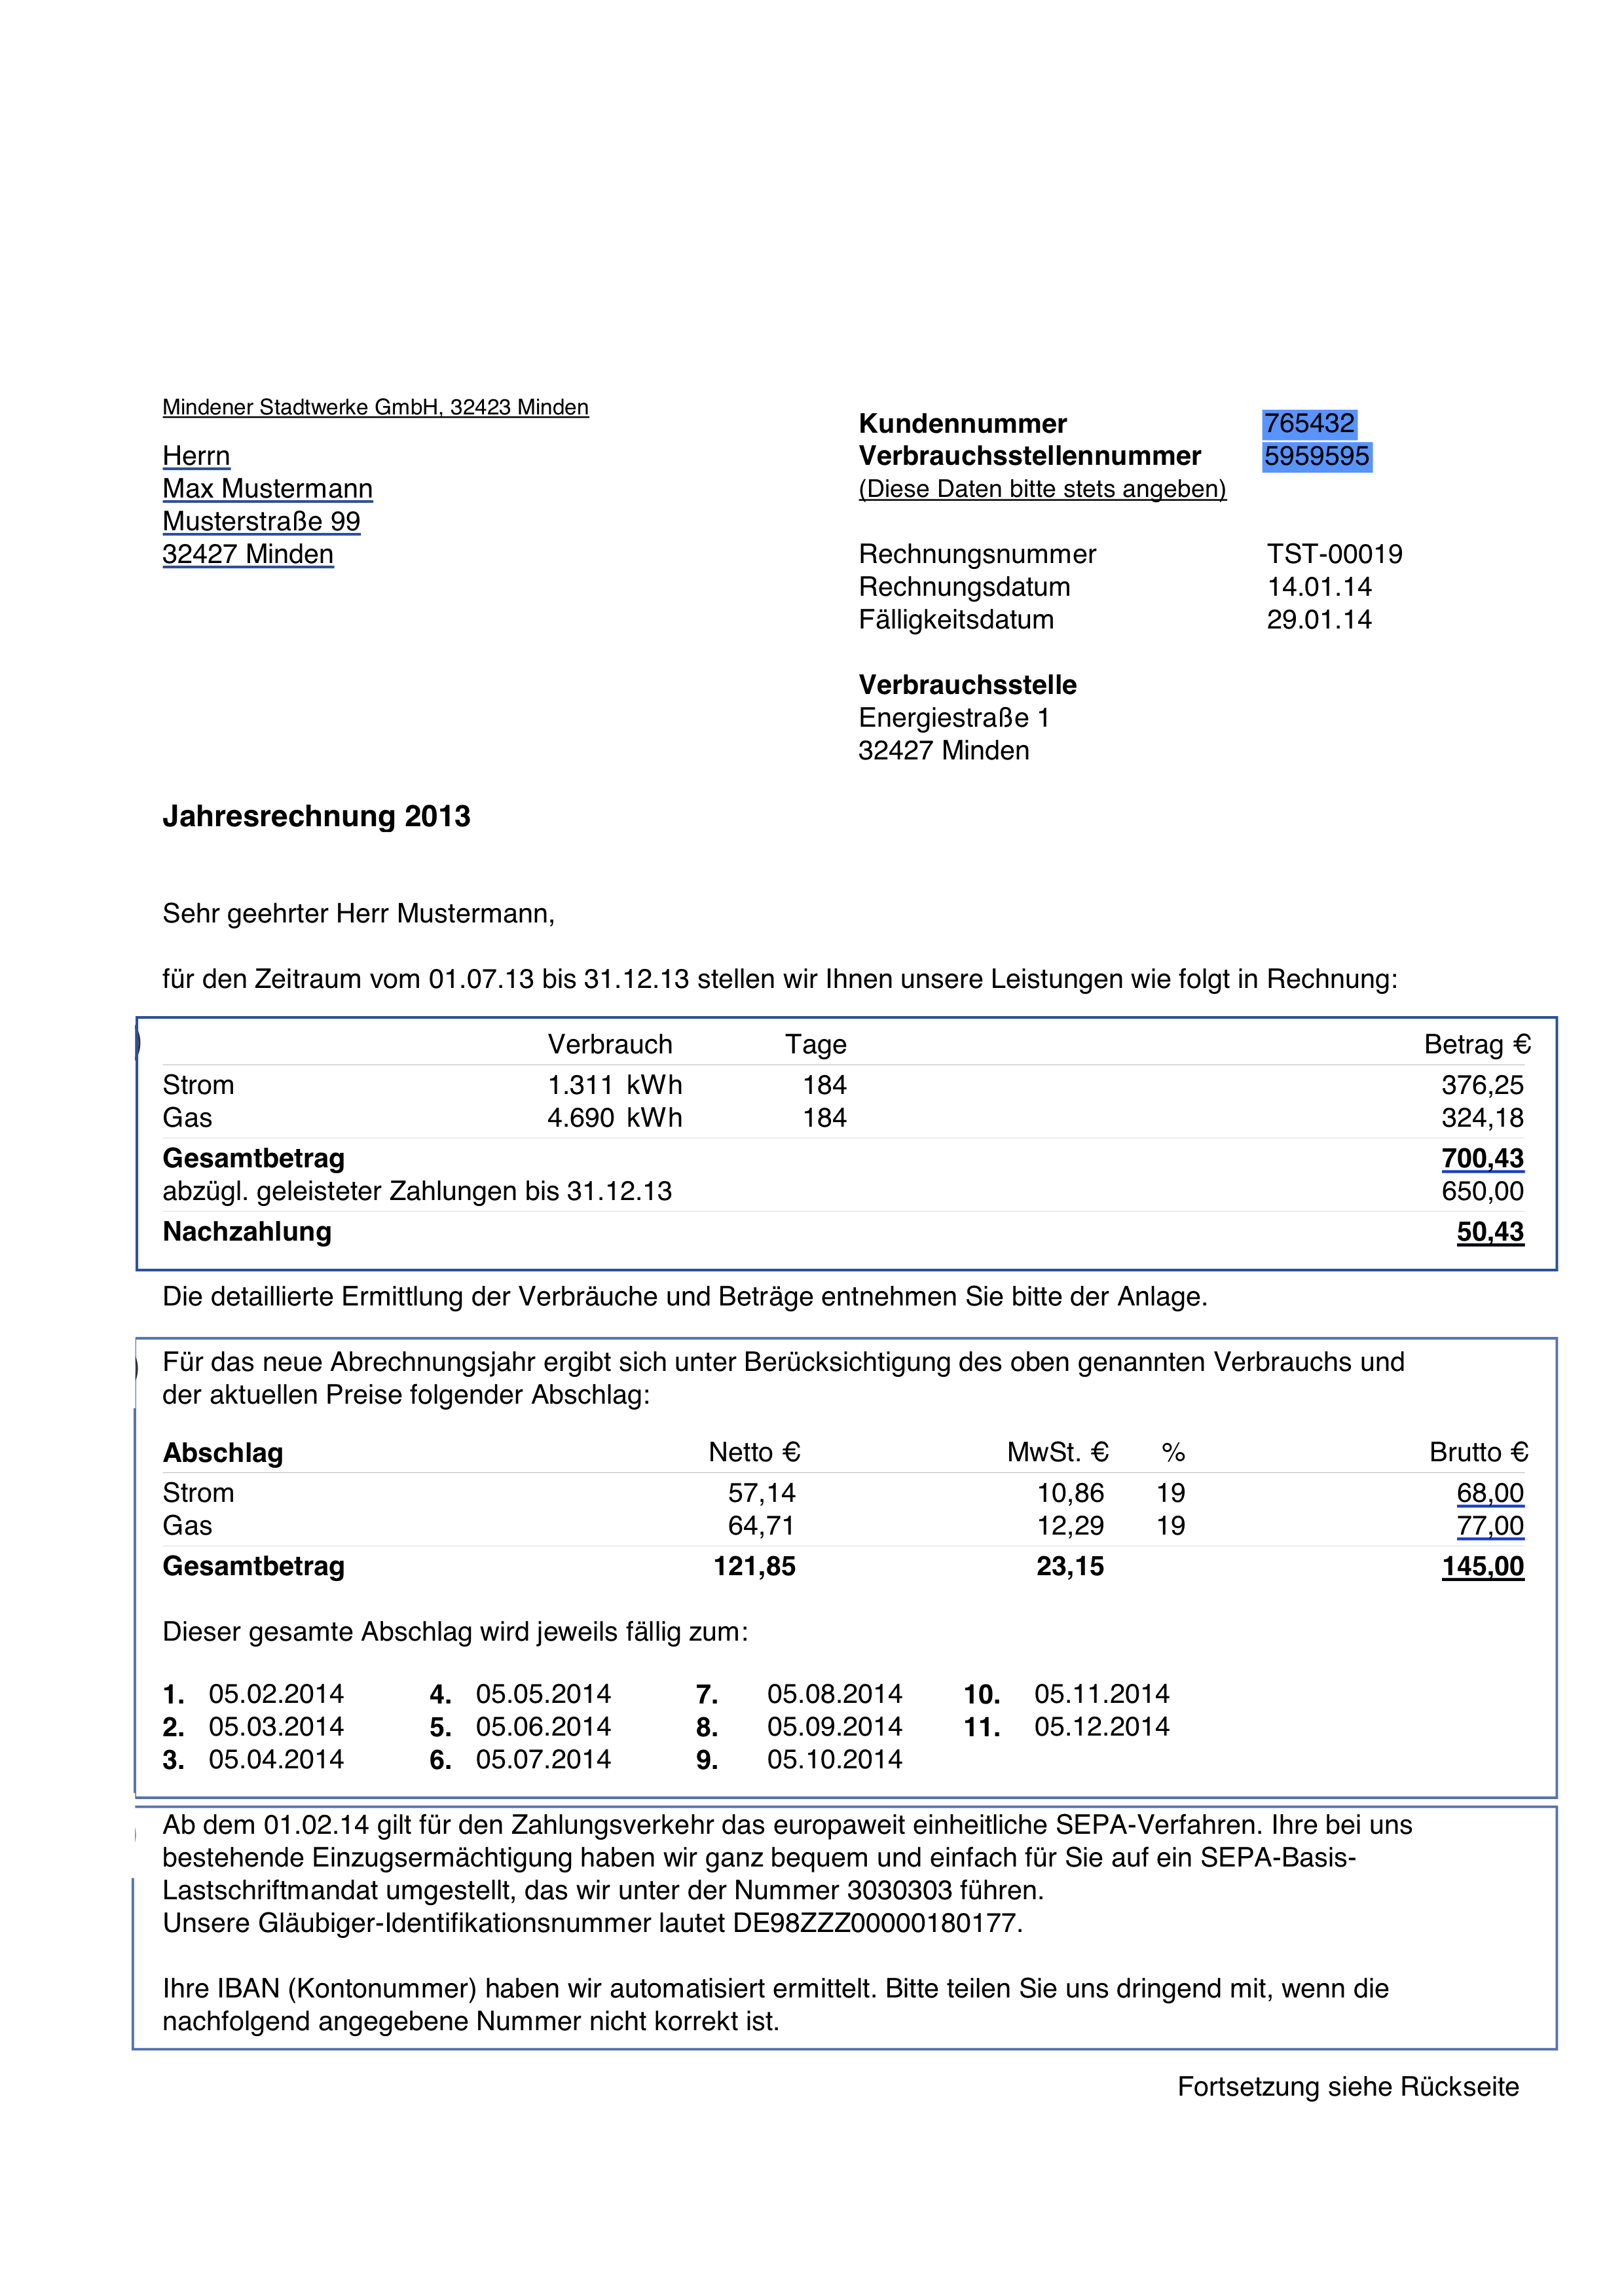 Mindener Stadtwerke GmbH, 32423 Minden
Herrn
Max Mustermann
Musterstraße 99
32427 Minden
Kundennummer 765432
Verbrauchsstellennummer 5959595
(Diese Daten bitte stets angeben)
Rechnungsnummer TST-00019
Rechnungsdatum 14.01.14
Fälligkeitsdatum 29.01.14
Verbrauchsstelle
Energiestraße 1
32427 Minden
Jahresrechnung 2013
Sehr geehrter Herr Mustermann,
für den Zeitraum vom 01.07.13 bis 31.12.13 stellen wir Ihnen unsere Leistungen wie folgt in Rechnung:
Verbrauch Tage Betrag €
Strom 1.311 kWh 184 376,25
Gas 4.690 kWh 184 324,18
Gesamtbetrag 700,43
abzügl. geleisteter Zahlungen bis 31.12.13 650,00
Nachzahlung 50,43
Die detaillierte Ermittlung der Verbräuche und Beträge entnehmen Sie bitte der Anlage.
Für das neue Abrechnungsjahr ergibt sich unter Berücksichtigung des oben genannten Verbrauchs und
der aktuellen Preise folgender Abschlag:
Abschlag Netto € MwSt. € % Brutto €
Strom 57,14 10,86 19 68,00
Gas 64,71 12,29 19 77,00
Gesamtbetrag 121,85 23,15 145,00
Dieser gesamte Abschlag wird jeweils fällig zum:
1. 05.02.2014 4. 05.05.2014 7. 05.08.2014 10. 05.11.2014
2. 05.03.2014 5. 05.06.2014 8. 05.09.2014 11. 05.12.2014
3. 05.04.2014 6. 05.07.2014 9. 05.10.2014
Ab dem 01.02.14 gilt für den Zahlungsverkehr das europaweit einheitliche SEPA-Verfahren. Ihre bei uns
bestehende Einzugsermächtigung haben wir ganz bequem und einfach für Sie auf ein SEPA-Basis-
Lastschriftmandat umgestellt, das wir unter der Nummer 3030303 führen.
Unsere Gläubiger-Identifikationsnummer lautet DE98ZZZ00000180177.
Ihre IBAN (Kontonummer) haben wir automatisiert ermittelt. Bitte teilen Sie uns dringend mit, wenn die
nachfolgend angegebene Nummer nicht korrekt ist.
Fortsetzung siehe Rückseite